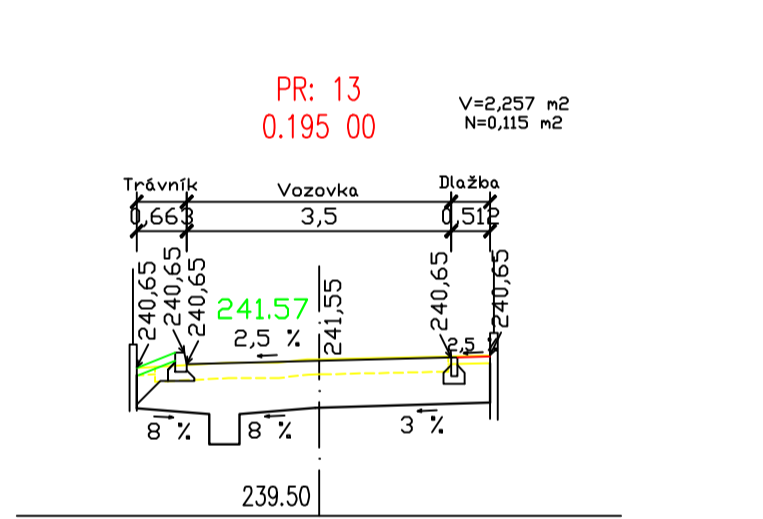 PR: 13
0.195 00
V=2,257 m2
N=0,115 m2
Trávník
Vozovka
Dlažba
0,663
3,5
0,512
240,65
240,65
240,65
241.57
241,55
240,65
240,65
2,5 %
2,5
8 %
8 %
3 %
239.50